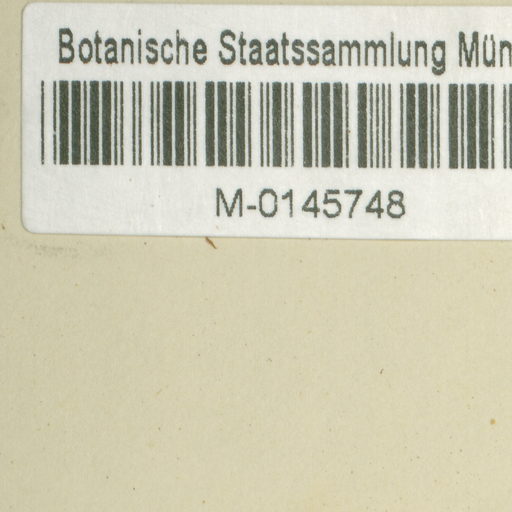 Botanische Staatssammlung Mün
M-0145748